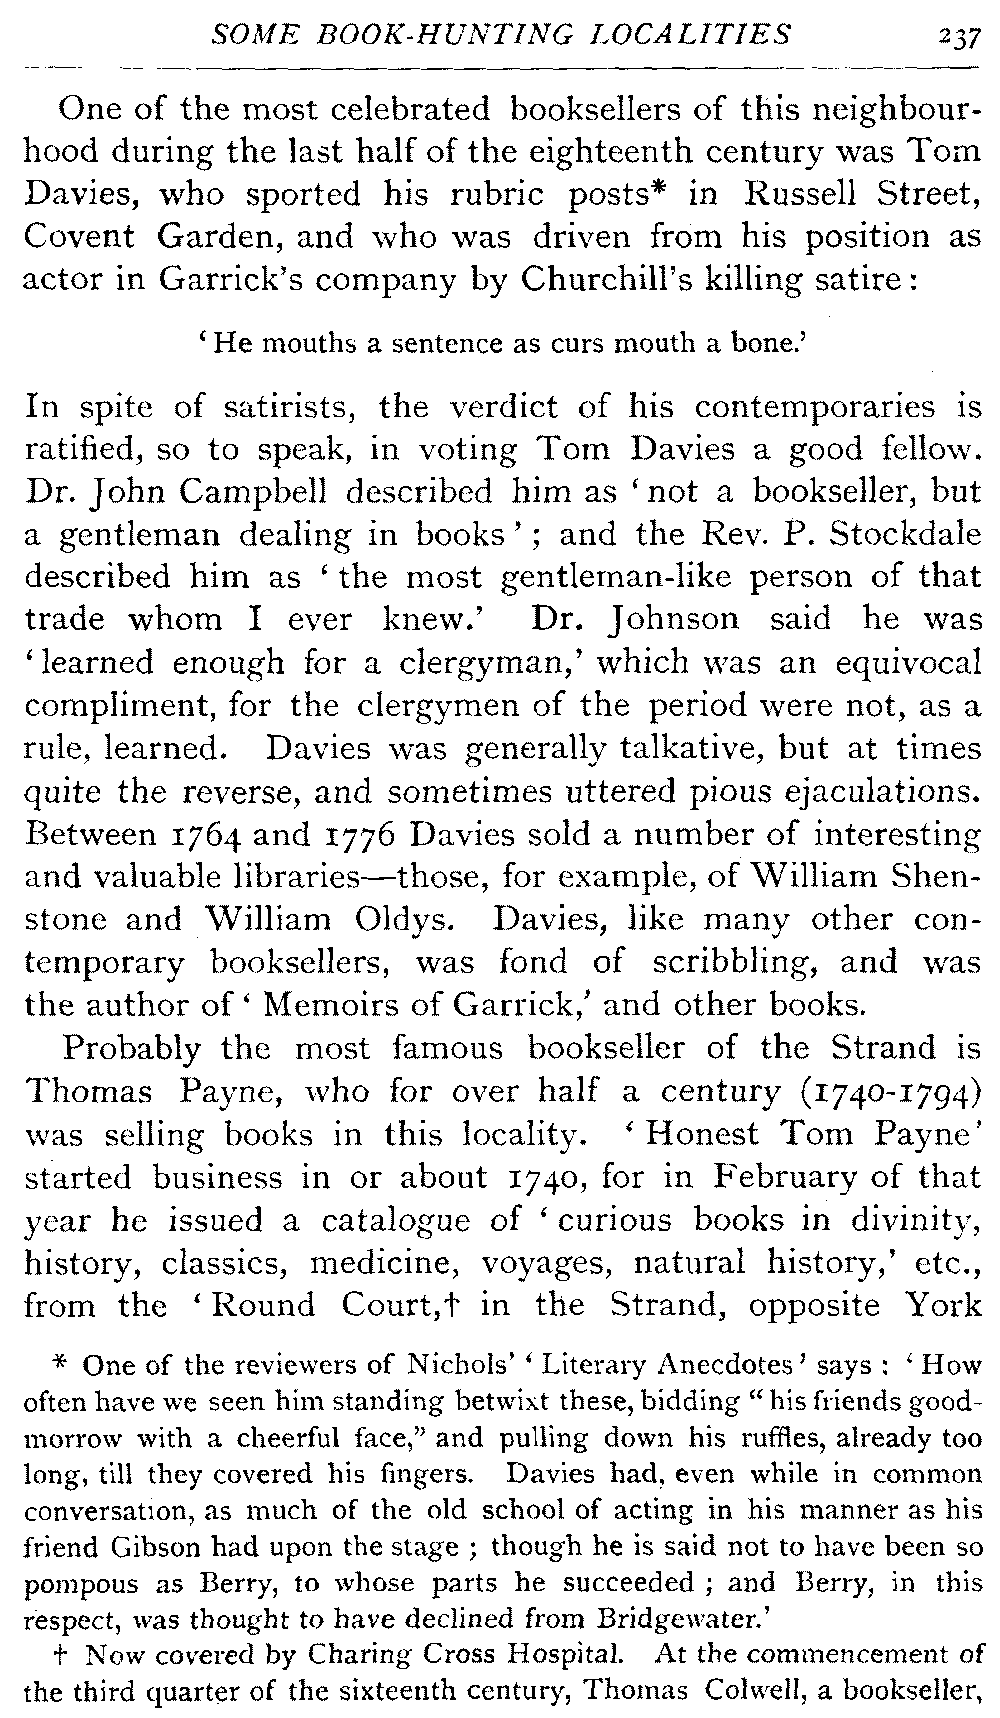 SOME BOOK-HUNTING LOCALITIES 237
One of the most celebrated booksellers of this neighbour-
hood during the last half of the eighteenth century was Tom
Davies, who sported his rubric posts* in Russell Street,
Covent Garden, and who was driven from his position as
actor in Garrick's company by Churchill's killing satire:
‘He mouths a sentence as curs mouth a bone.’
In spite of satirists, the verdict of his contemporaries is
ratified, so to speak, in voting Tom Davies a good fellow.
Dr. John Campbell described him as ‘not a bookseller, but
a gentleman dealing in books’; and the Rev. P. Stockdale
described him as ‘the most gentleman-like person of that
trade whom I ever knew.’ Dr. Johnson said he was
‘learned enough for a clergyman,’ which was an equivocal
compliment, for the clergymen of the period were not, as a
rule, learned. Davies was generally talkative, but at times
quite the reverse, and sometimes uttered pious ejaculations.
Between 1764 and 1776 Davies sold a number of interesting
and valuable libraries—those, for example, of William Shen-
stone and William Oldys. Davies, like many other con-
temporary booksellers, was fond of scribbling, and was
the author of ‘Memoirs of Garrick,’ and other books.
Probably the most famous bookseller of the Strand is
Thomas Payne, who for over half a century (1740-1794)
was selling books in this locality. ‘Honest Tom Payne’
started business in or about 1740, for in February of that
year he issued a catalogue of ‘curious books in divinity,
history, classics, medicine, voyages, natural history,’ etc.,
from the ‘Round Court,† in the Strand, opposite York
* One of the reviewers of Nichols’ ‘Literary Anecdotes’ says: ‘How
often have we seen him standing betwixt these, bidding “his friends good-
morrow with a cheerful face,” and pulling down his ruffles, already too
long, till they covered his fingers. Davies had, even while in common
conversation, as much of the old school of acting in his manner as his
friend Gibson had upon the stage; though he is said not to have been so
pompous as Berry, to whose parts he succeeded; and Berry, in this
respect, was thought to have declined from Bridgewater.’
† Now covered by Charing Cross Hospital. At the commencement of
the third quarter of the sixteenth century, Thomas Colwell, a bookseller,